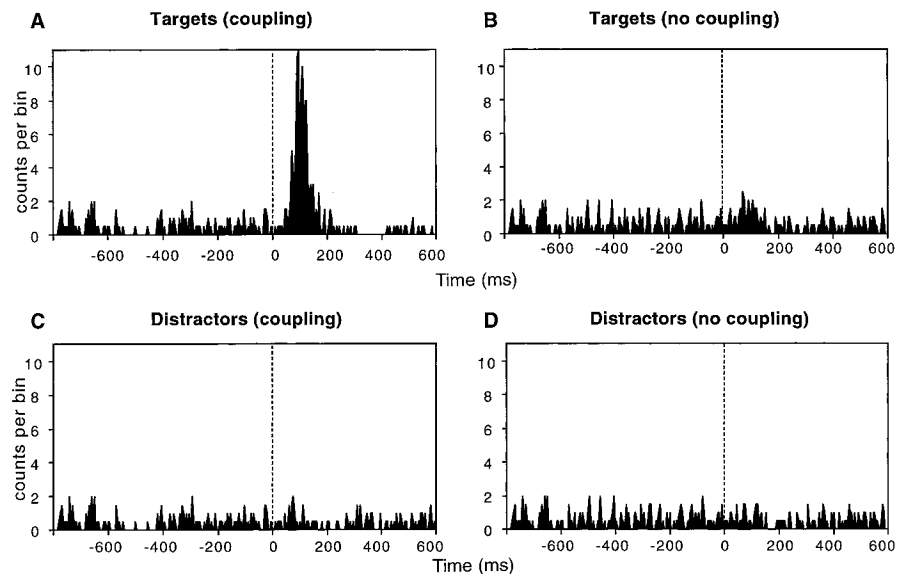 A Targets (coupling)
B Targets (no coupling)
counts per bin
10
8
6
4
2
0
-600 -400 -200 0 200 400 600
10
8
6
4
2
0
-600 -400 -200 0 200 400 600
Time (ms)
C Distractors (coupling)
D Distractors (no coupling)
counts per bin
10
8
6
4
2
0
-600 -400 -200 0 200 400 600
10
8
6
4
2
0
-600 -400 -200 0 200 400 600
Time (ms)